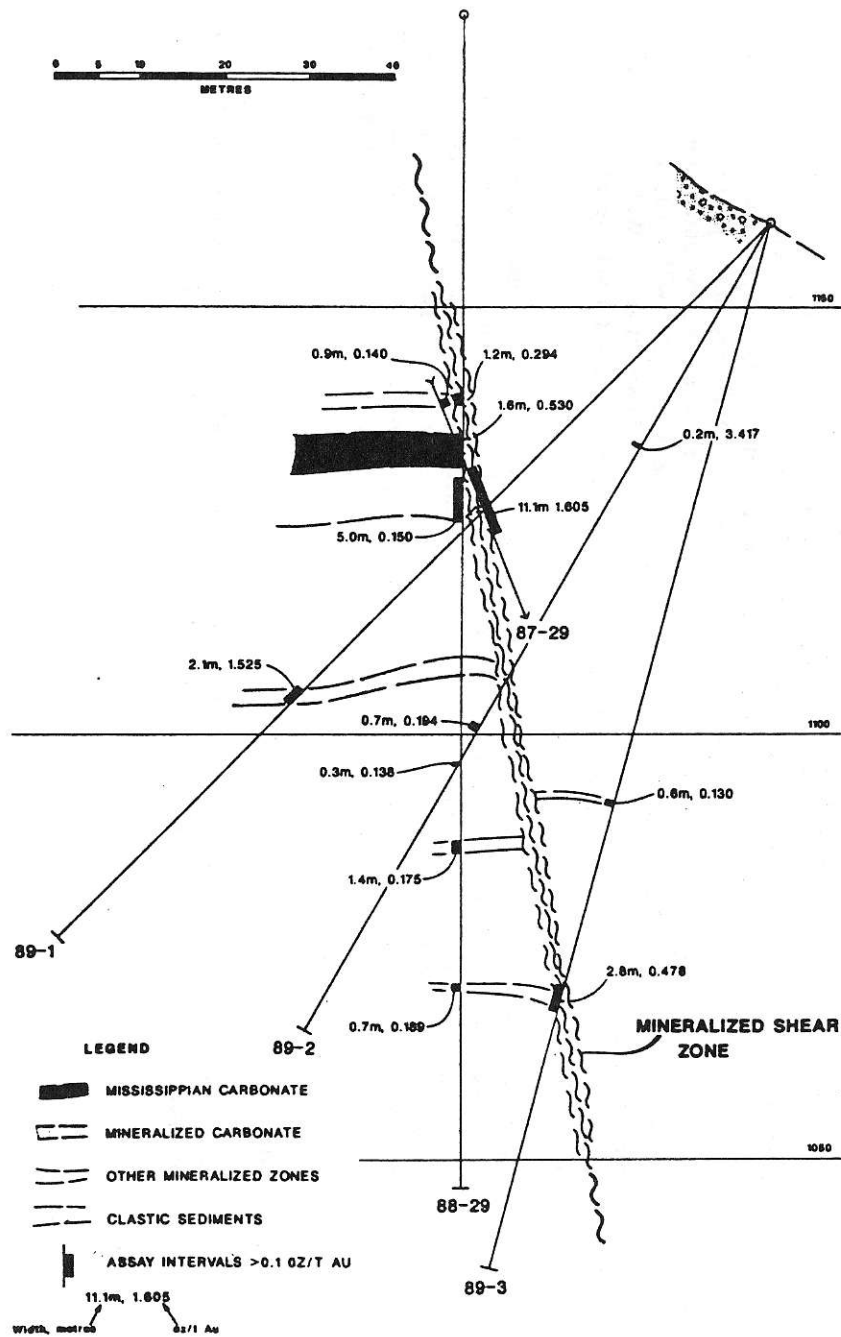 0 5 10 20 30 40
METRES
1150
0.9m, 0.140
1.2m, 0.294
1.6m, 0.530
0.2m, 3.417
11.1m 1.605
5.0m, 0.150
87-29
2.1m, 1.525
0.7m, 0.194
1100
0.3m, 0.138
0.6m, 0.130
1.4m, 0.175
89-1
2.8m, 0.478
0.7m, 0.189
MINERALIZED SHEAR
ZONE
89-2
LEGEND
MISSISSIPPIAN CARBONATE
MINERALIZED CARBONATE
1050
OTHER MINERALIZED ZONES
88-29
CLASTIC SEDIMENTS
ASSAY INTERVALS >0.1 OZ/T AU
89-3
11.1m, 1.605
Width, metres oz/t Au